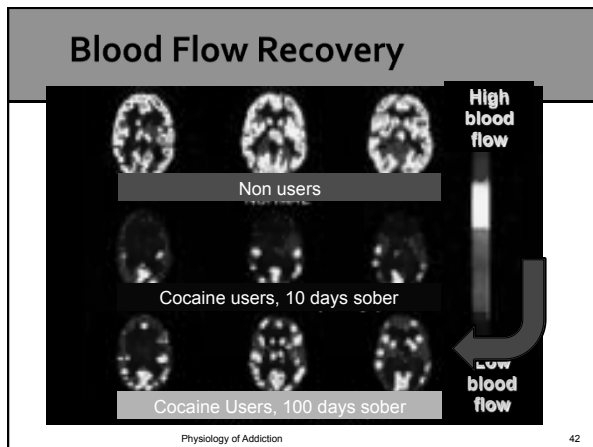 Blood Flow Recovery
High
blood
flow
Non users
Cocaine users, 10 days sober
Low
blood
flow
Cocaine Users, 100 days sober
Physiology of Addiction
42